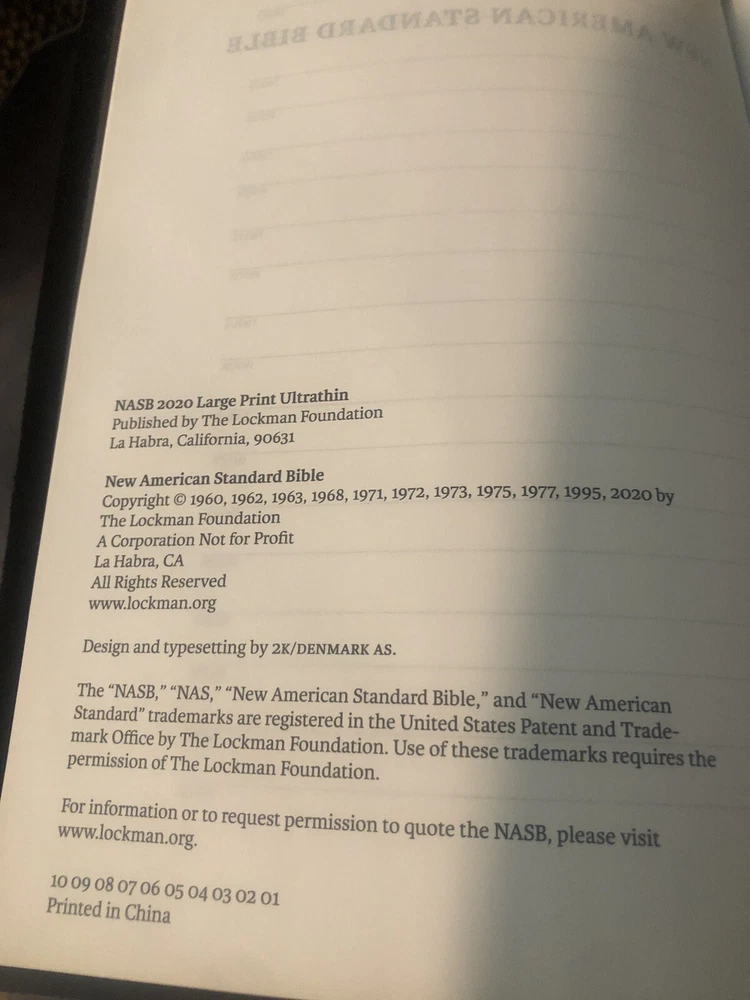 NEW AMERICAN STANDARD BIBLE
NASB 2020 Large Print Ultrathin
Published by The Lockman Foundation
La Habra, California, 90631
New American Standard Bible
Copyright © 1960, 1962, 1963, 1968, 1971, 1972, 1973, 1975, 1977, 1995, 2020 by
The Lockman Foundation
A Corporation Not for Profit
La Habra, CA
All Rights Reserved
www.lockman.org
Design and typesetting by 2K/DENMARK AS.
The “NASB,” “NAS,” “New American Standard Bible,” and “New American
Standard” trademarks are registered in the United States Patent and Trade-
mark Office by The Lockman Foundation. Use of these trademarks requires the
permission of The Lockman Foundation.
For information or to request permission to quote the NASB, please visit
www.lockman.org.
10 09 08 07 06 05 04 03 02 01
Printed in China